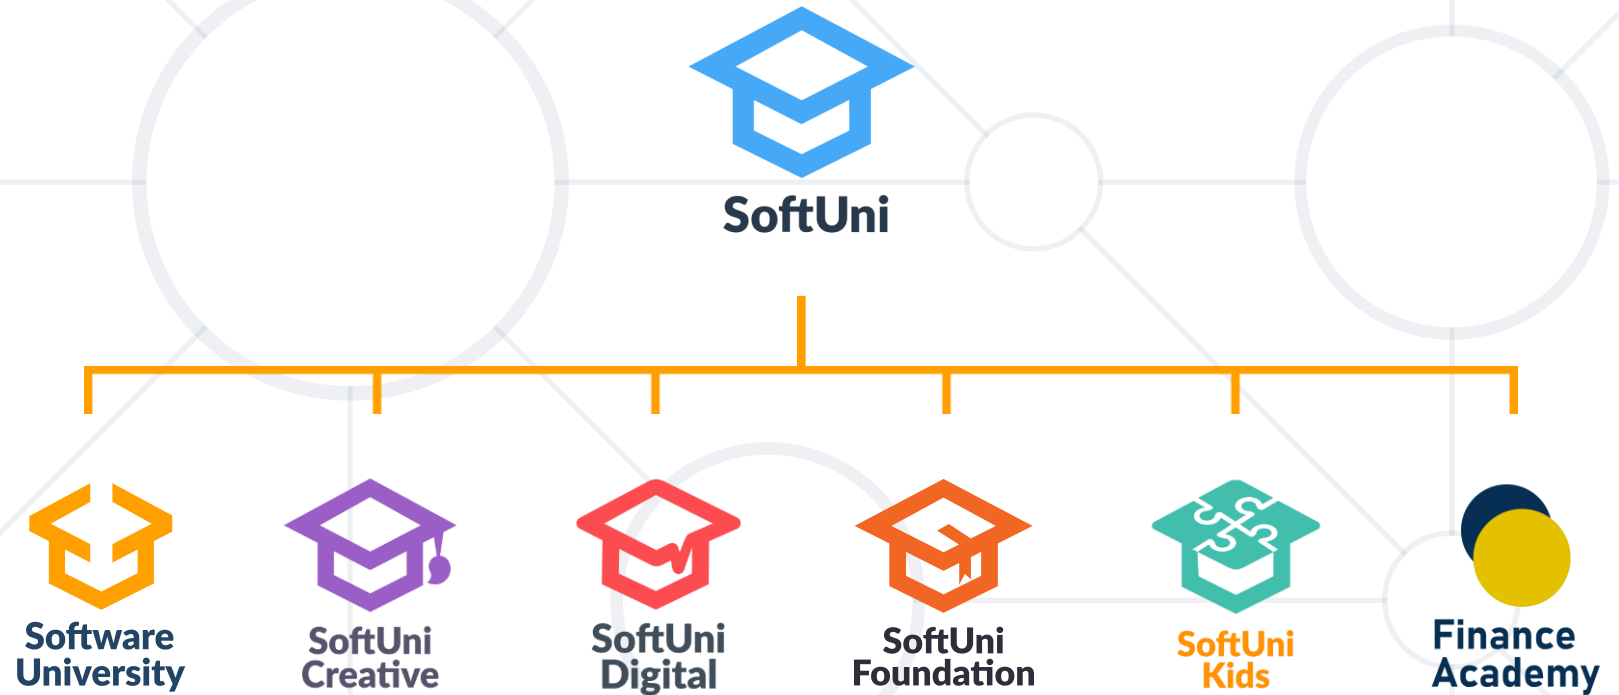 SoftUni
Software
University
SoftUni
Creative
SoftUni
Digital
SoftUni
Foundation
SoftUni
Kids
Finance
Academy